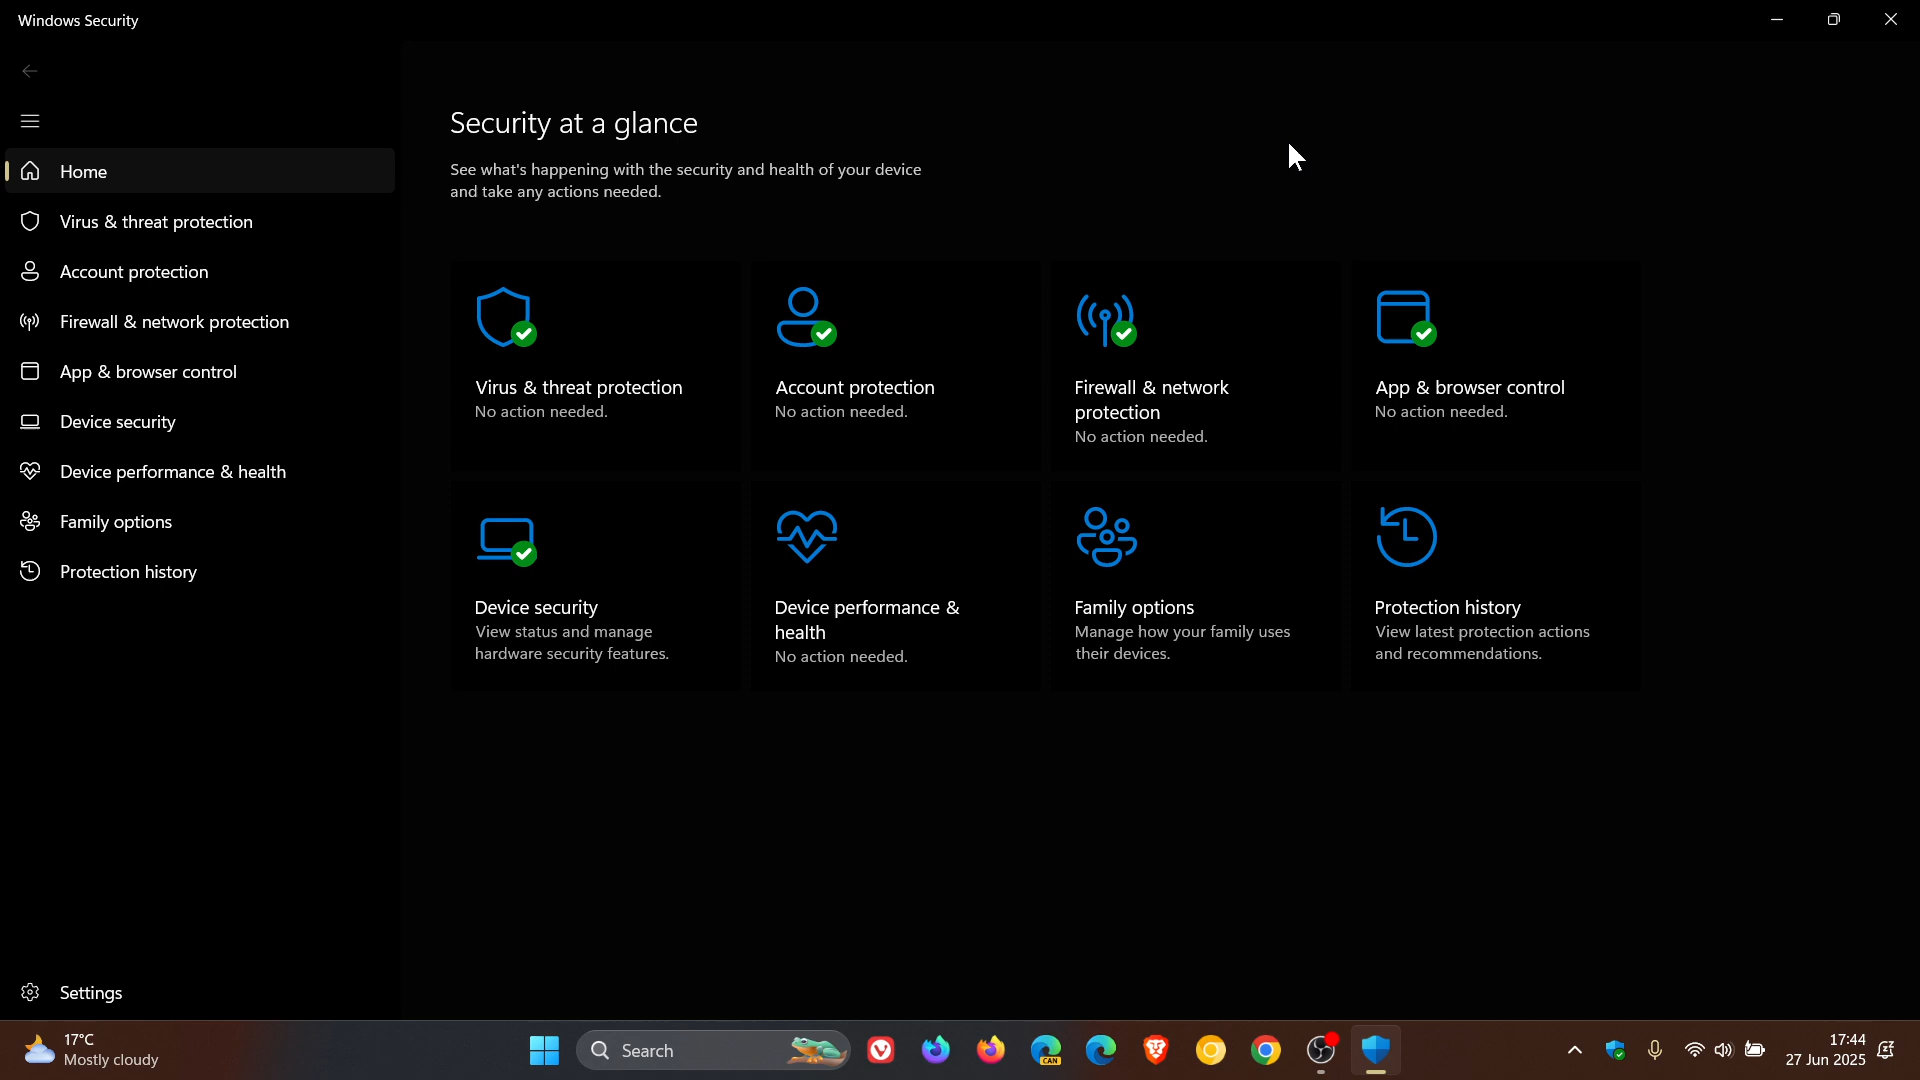 Windows Security
Home
Virus & threat protection
Account protection
Firewall & network protection
App & browser control
Device security
Device performance & health
Family options
Protection history
Settings
Security at a glance
See what's happening with the security and health of your device
and take any actions needed.
Virus & threat protection
No action needed.
Account protection
No action needed.
Firewall & network
protection
No action needed.
App & browser control
No action needed.
Device security
View status and manage
hardware security features.
Device performance &
health
No action needed.
Family options
Manage how your family uses
their devices.
Protection history
View latest protection actions
and recommendations.
17°C
Mostly cloudy
Search
CAN
17:44
27 Jun 2025